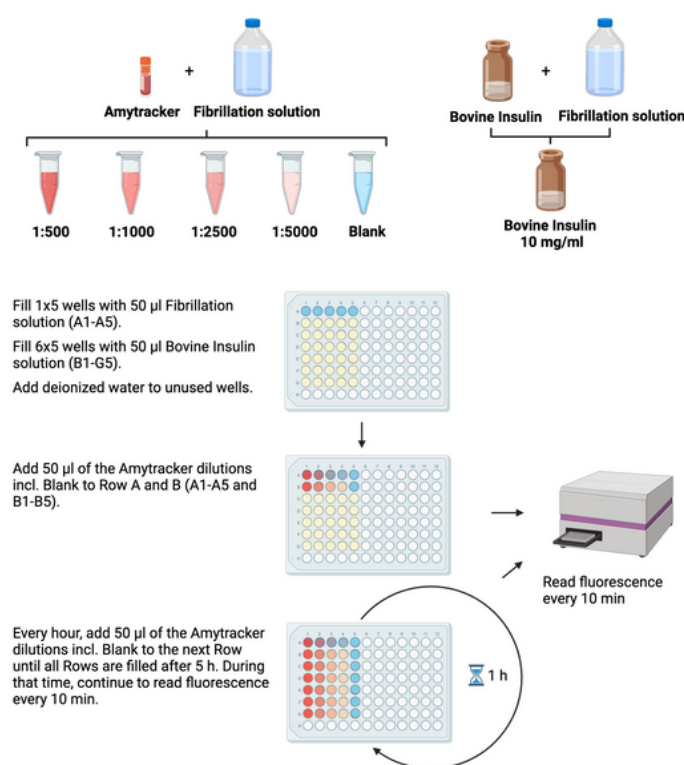 +
+
Amytracker
Fibrillation solution
Bovine Insulin
Fibrillation solution
1:500
1:1000
1:2500
1:5000
Blank
Bovine Insulin
10 mg/ml
Fill 1x5 wells with 50 µl Fibrillation
solution (A1-A5).
Fill 6x5 wells with 50 µl Bovine Insulin
solution (B1-G5).
Add deionized water to unused wells.
Add 50 µl of the Amytracker dilutions
incl. Blank to Row A and B (A1-A5 and
B1-B5).
Read fluorescence
every 10 min
Every hour, add 50 µl of the Amytracker
dilutions incl. Blank to the next Row
until all Rows are filled after 5 h. During
that time, continue to read fluorescence
every 10 min.
1 h